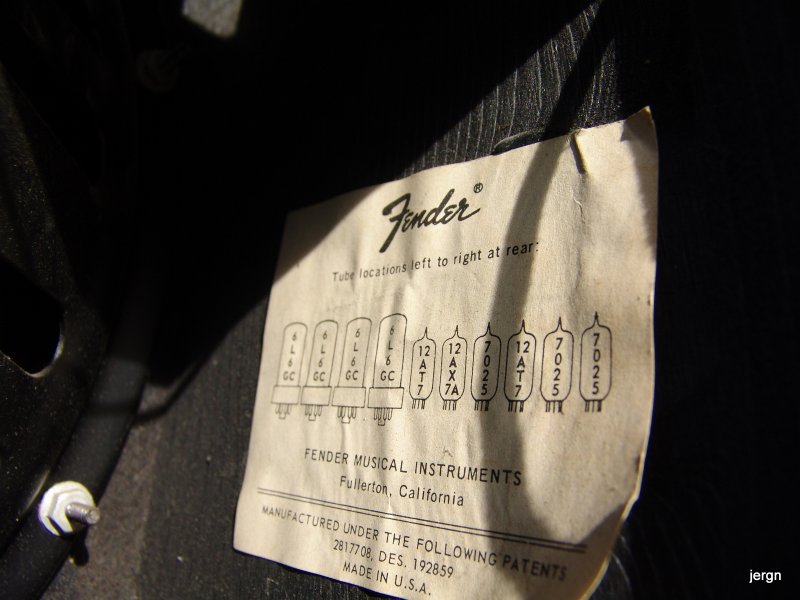 Fender®
Tube locations left to right at rear:
6L6GC 6L6GC 6L6GC 6L6GC 12AT7 12AX7A 7025 12AT7 7025 7025
FENDER MUSICAL INSTRUMENTS
Fullerton, California
MANUFACTURED UNDER THE FOLLOWING PATENTS
2817708, DES. 192859
MADE IN U.S.A.
jergn